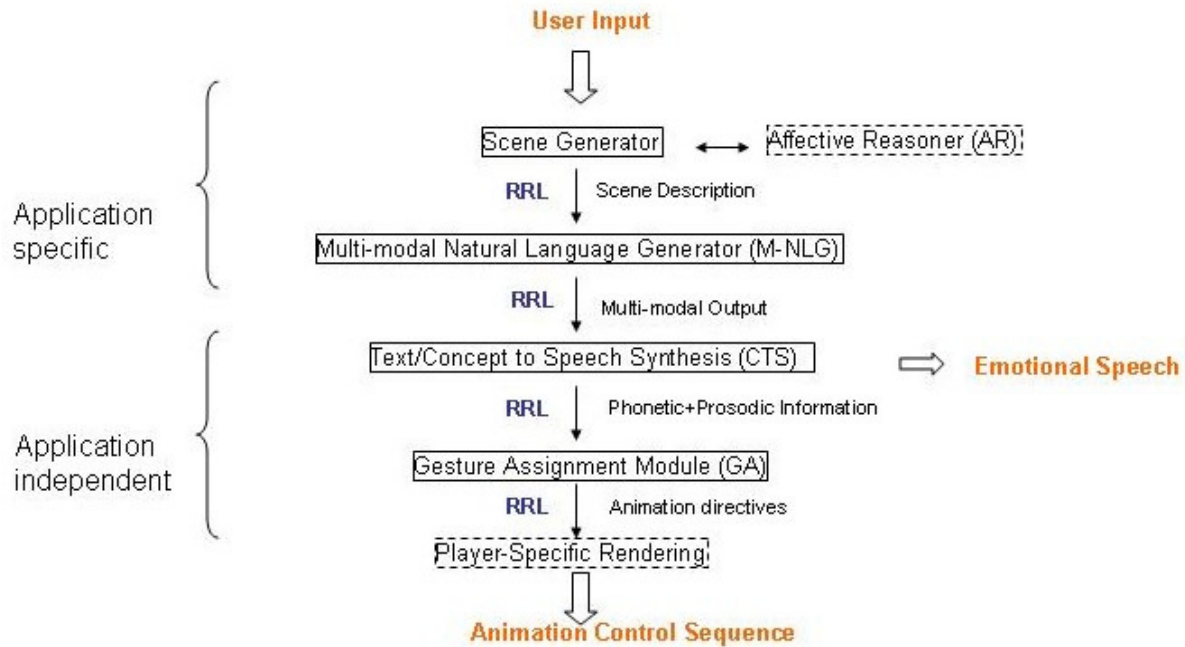 User Input
Scene Generator
Affective Reasoner (AR)
RRL
Scene Description
Application
specific
Multi-modal Natural Language Generator (M-NLG)
RRL
Multi-modal Output
Text/Concept to Speech Synthesis (CTS)
Emotional Speech
RRL
Phonetic+Prosodic Information
Application
independent
Gesture Assignment Module (GA)
RRL
Animation directives
Player-Specific Rendering
Animation Control Sequence